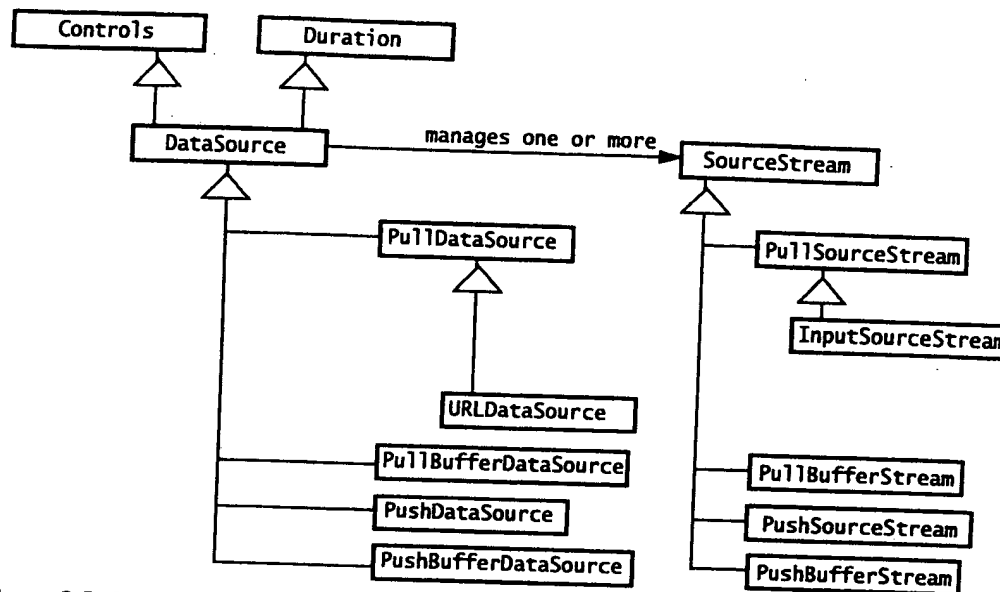 Controls
Duration
DataSource
manages one or more
SourceStream
PullDataSource
PullSourceStream
InputSourceStream
URLDataSource
PullBufferDataSource
PullBufferStream
PushDataSource
PushSourceStream
PushBufferDataSource
PushBufferStream